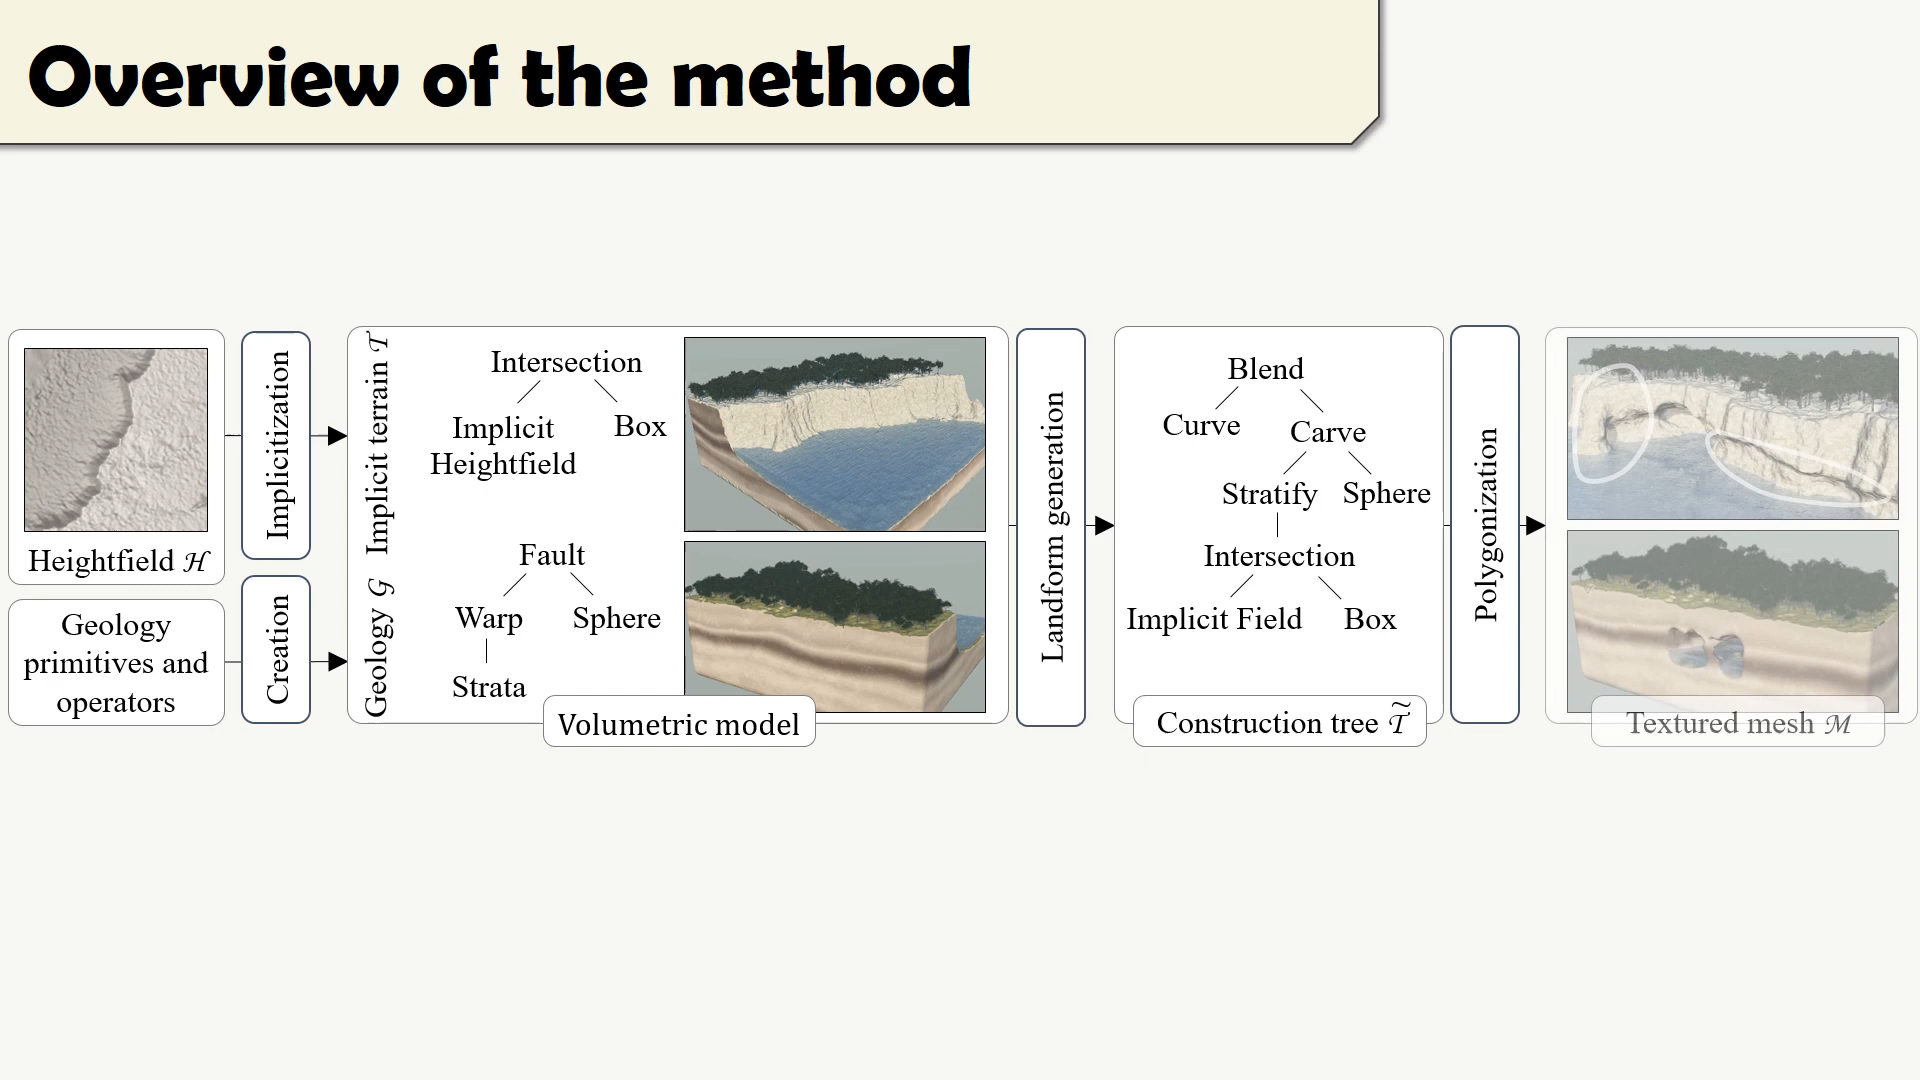 Overview of the method
Heightfield ℋ
Geology
primitives and
operators
Implicitization
Creation
Implicit terrain 𝒯
Geology 𝒢
Intersection
Implicit
Heightfield
Box
Fault
Warp
Sphere
Strata
Volumetric model
Landform generation
Blend
Curve
Carve
Stratify
Sphere
Intersection
Implicit Field
Box
Construction tree 𝒯̃
Polygonization
Textured mesh ℳ